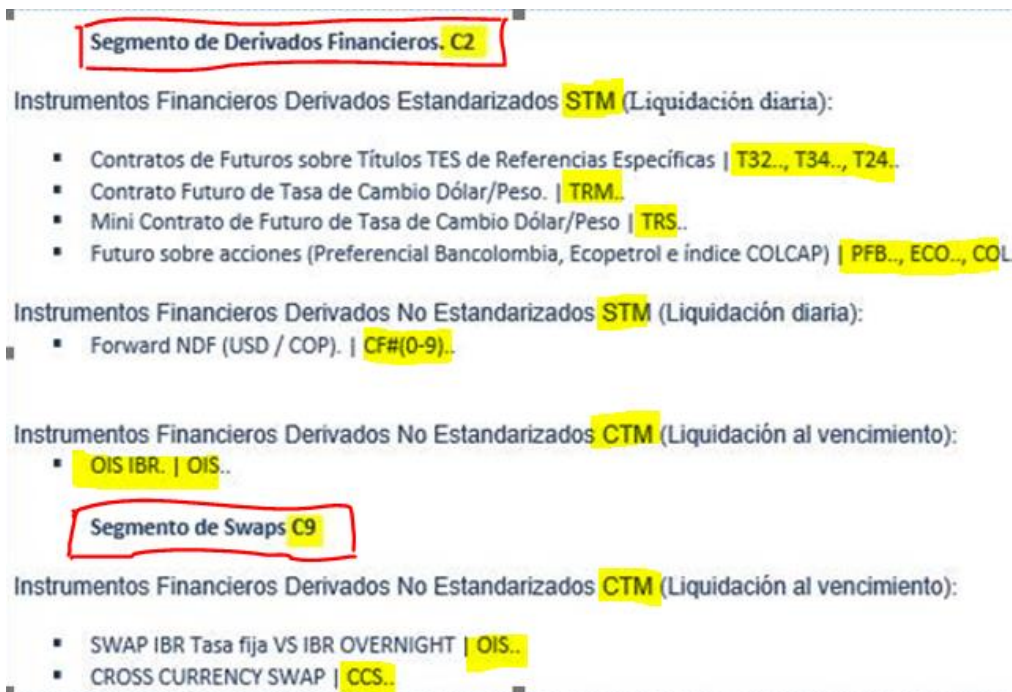 Segmento de Derivados Financieros. C2
Instrumentos Financieros Derivados Estandarizados STM (Liquidación diaria):
▪ Contratos de Futuros sobre Títulos TES de Referencias Específicas | T32.., T34.., T24..
▪ Contrato Futuro de Tasa de Cambio Dólar/Peso. | TRM..
▪ Mini Contrato de Futuro de Tasa de Cambio Dólar/Peso | TRS..
▪ Futuro sobre acciones (Preferencial Bancolombia, Ecopetrol e índice COLCAP) | PFB.., ECO.., COL
Instrumentos Financieros Derivados No Estandarizados STM (Liquidación diaria):
▪ Forward NDF (USD / COP). | CF#(0-9)..
Instrumentos Financieros Derivados No Estandarizados CTM (Liquidación al vencimiento):
▪ OIS IBR. | OIS..
Segmento de Swaps C9
Instrumentos Financieros Derivados No Estandarizados CTM (Liquidación al vencimiento):
▪ SWAP IBR Tasa fija VS IBR OVERNIGHT | OIS..
▪ CROSS CURRENCY SWAP | CCS..